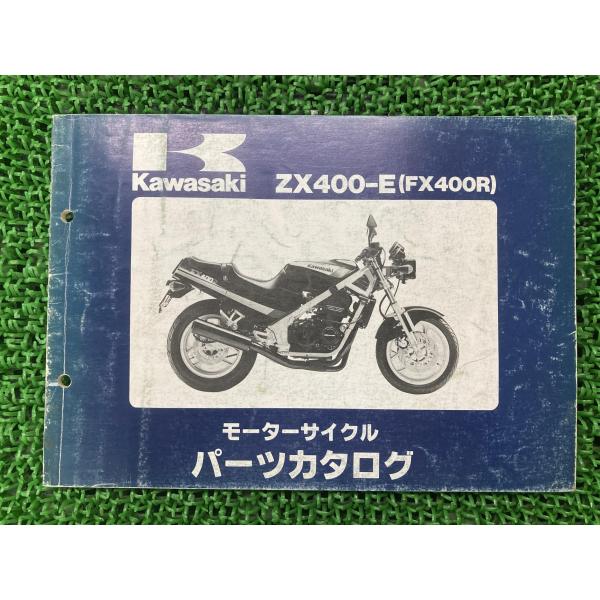 Kawasaki
ZX400-E(FX400R)
Kawasaki
モーターサイクル
パーツカタログ